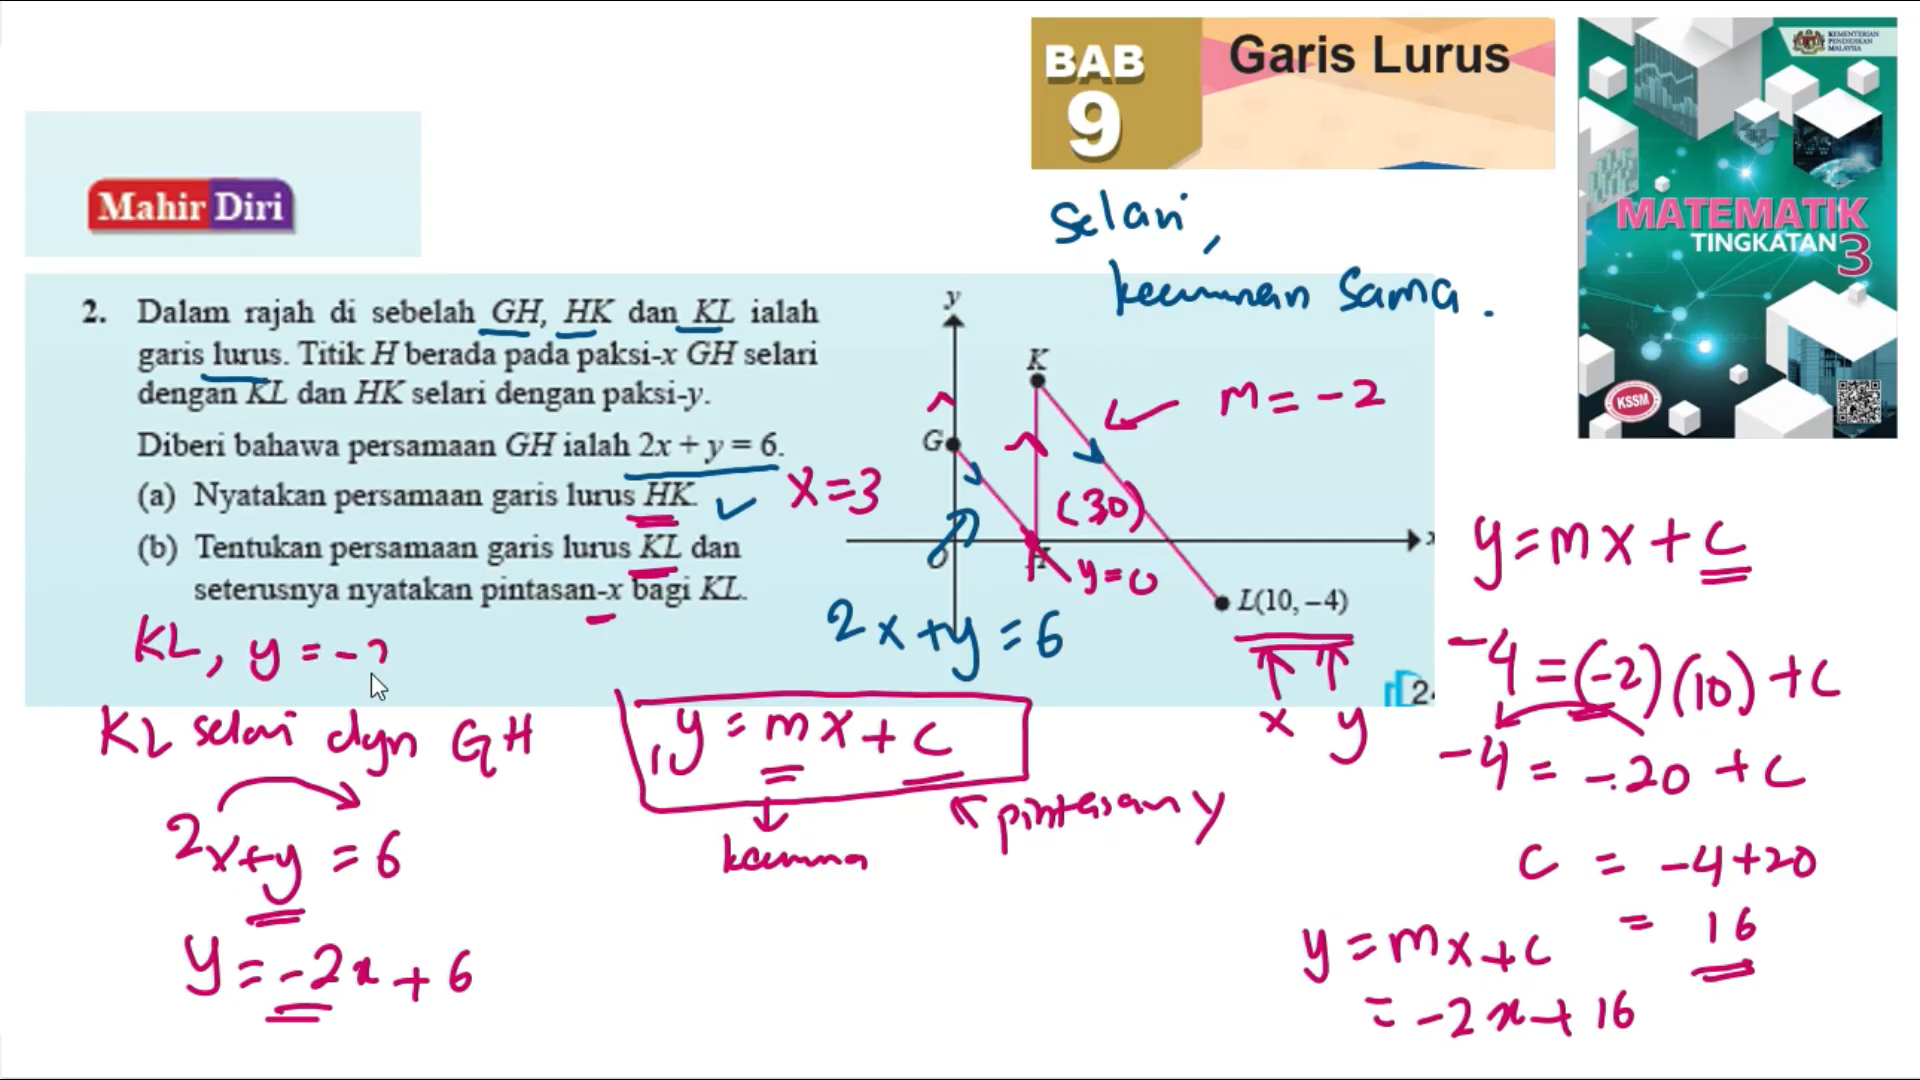 BAB
9
Garis Lurus
KEMENTERIAN
PENDIDIKAN
MALAYSIA
MATEMATIK
TINGKATAN 3
KSSM
Mahir Diri
Selari,
kecerunan sama.
2. Dalam rajah di sebelah GH, HK dan KL ialah
garis lurus. Titik H berada pada paksi-x GH selari
dengan KL dan HK selari dengan paksi-y.
Diberi bahawa persamaan GH ialah 2x + y = 6.
(a) Nyatakan persamaan garis lurus HK.
x=3
(b) Tentukan persamaan garis lurus KL dan
seterusnya nyatakan pintasan-x bagi KL.
y
K
m = -2
G
(30)
x
H
y=0
L(10, −4)
2x+y=6
x y
KL, y = -2
KL selari dgn GH
2x+y = 6
y = -2x + 6
y = mx + c
pintasan y
y=mx+c
-4 = (-2)(10) + c
-4 = -20 + c
c = -4+20
= 16
y = mx+c
= -2x+16